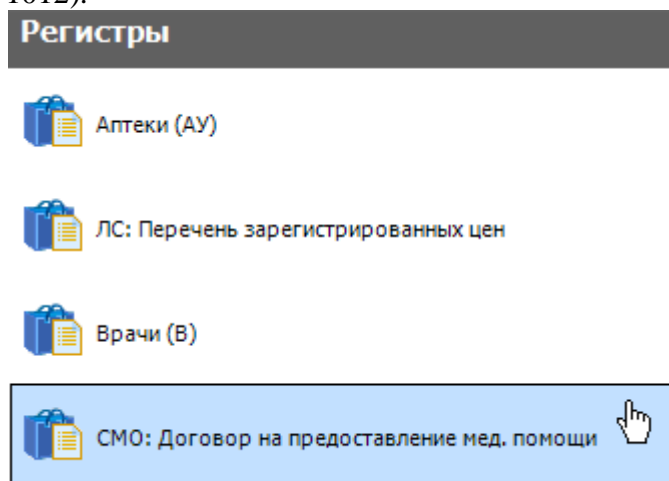 Регистры
Аптеки (АУ)
ЛС: Перечень зарегистрированных цен
Врачи (В)
СМО: Договор на предоставление мед. помощи